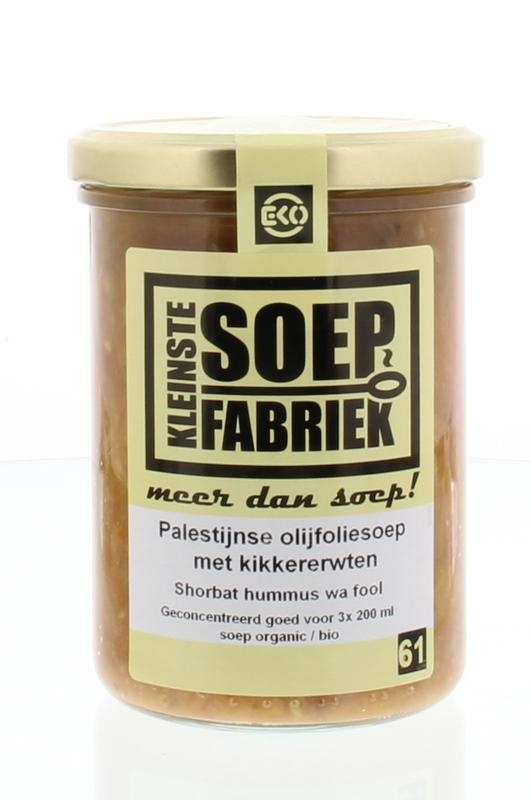 EKO
KLEINSTE
SOEP
FABRIEK
meer dan soep!
Palestijnse olijfoliesoep
met kikkererwten
Shorbat hummus wa fool
Geconcentreerd goed voor 3x 200 ml
soep organic / bio
61